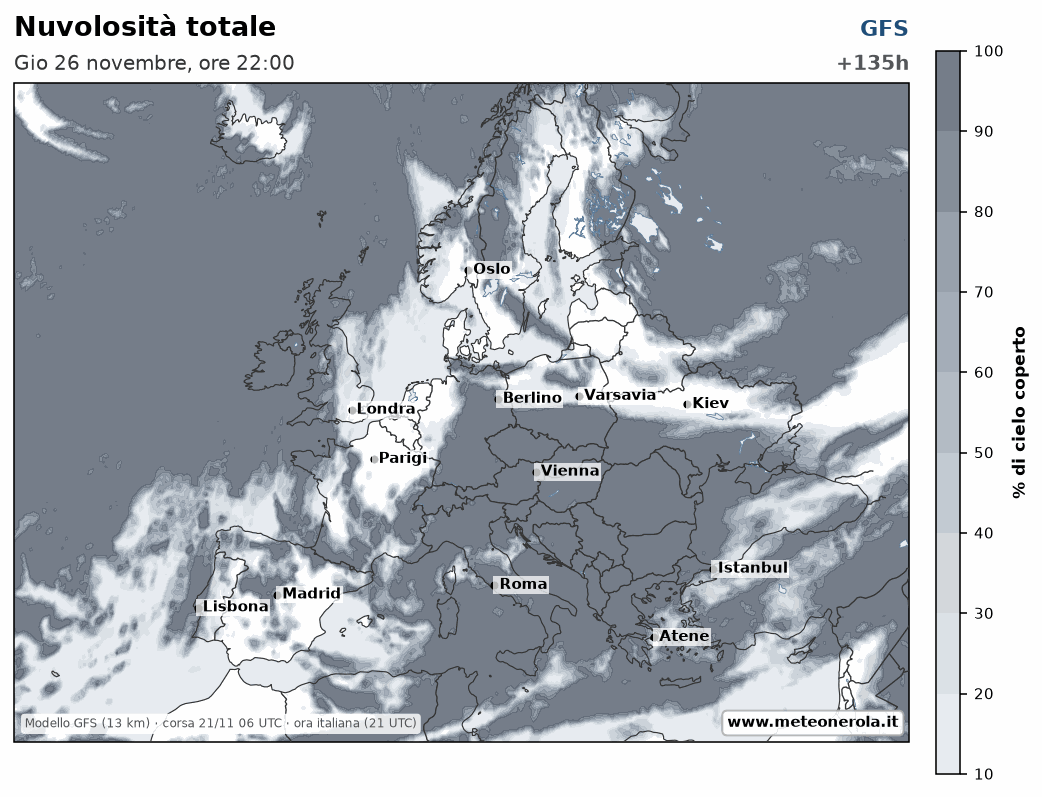 Nuvolosità totale
GFS
Gio 26 novembre, ore 22:00
+135h
100
90
80
70
60
50
40
30
20
10
% di cielo coperto
Oslo
Londra
Berlino
Varsavia
Kiev
Parigi
Vienna
Istanbul
Roma
Madrid
Lisbona
Atene
Modello GFS (13 km) · corsa 21/11 06 UTC · ora italiana (21 UTC)
www.meteonerola.it